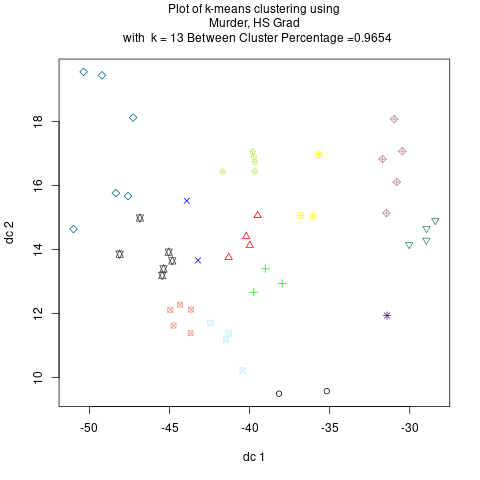 Plot of k-means clustering using
Murder, HS Grad
with k = 13 Between Cluster Percentage =0.9654
18
16
14
12
10
dc 2
-50
-45
-40
-35
-30
dc 1